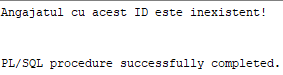 Angajatul cu acest ID este inexistent!
PL/SQL procedure successfully completed.